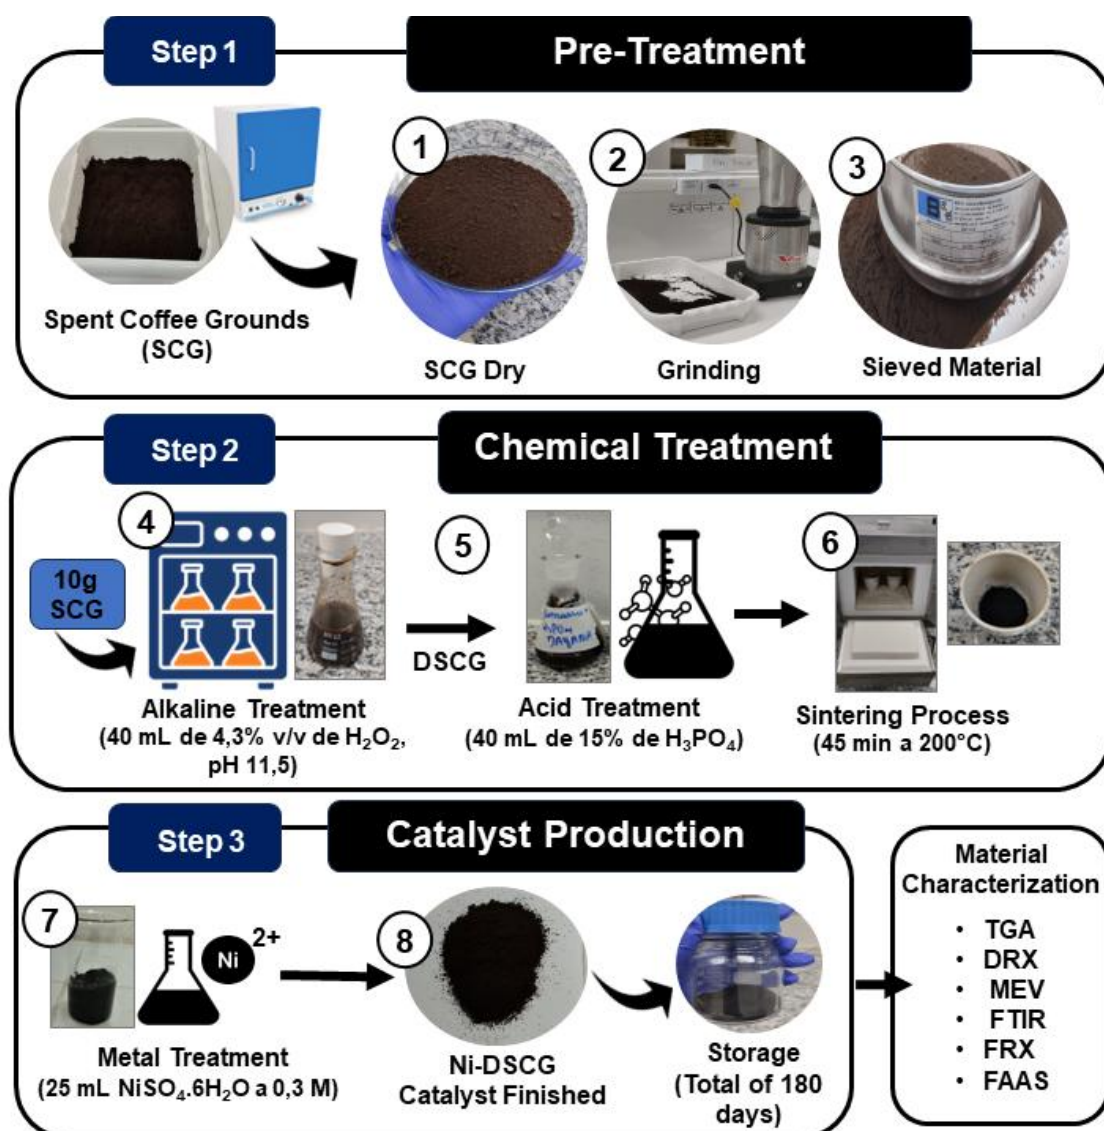 Step 1
Pre-Treatment
1
2
3
Spent Coffee Grounds
(SCG)
SCG Dry
Grinding
Sieved Material
Step 2
Chemical Treatment
4
5
6
10g
SCG
DSCG
Alkaline Treatment
(40 mL de 4,3% v/v de H₂O₂,
pH 11,5)
Acid Treatment
(40 mL de 15% de H₃PO₄)
Sintering Process
(45 min a 200°C)
Step 3
Catalyst Production
7
Ni
2+
8
Metal Treatment
(25 mL NiSO₄.6H₂O a 0,3 M)
Ni-DSCG
Catalyst Finished
Storage
(Total of 180
days)
Material
Characterization
• TGA
• DRX
• MEV
• FTIR
• FRX
• FAAS